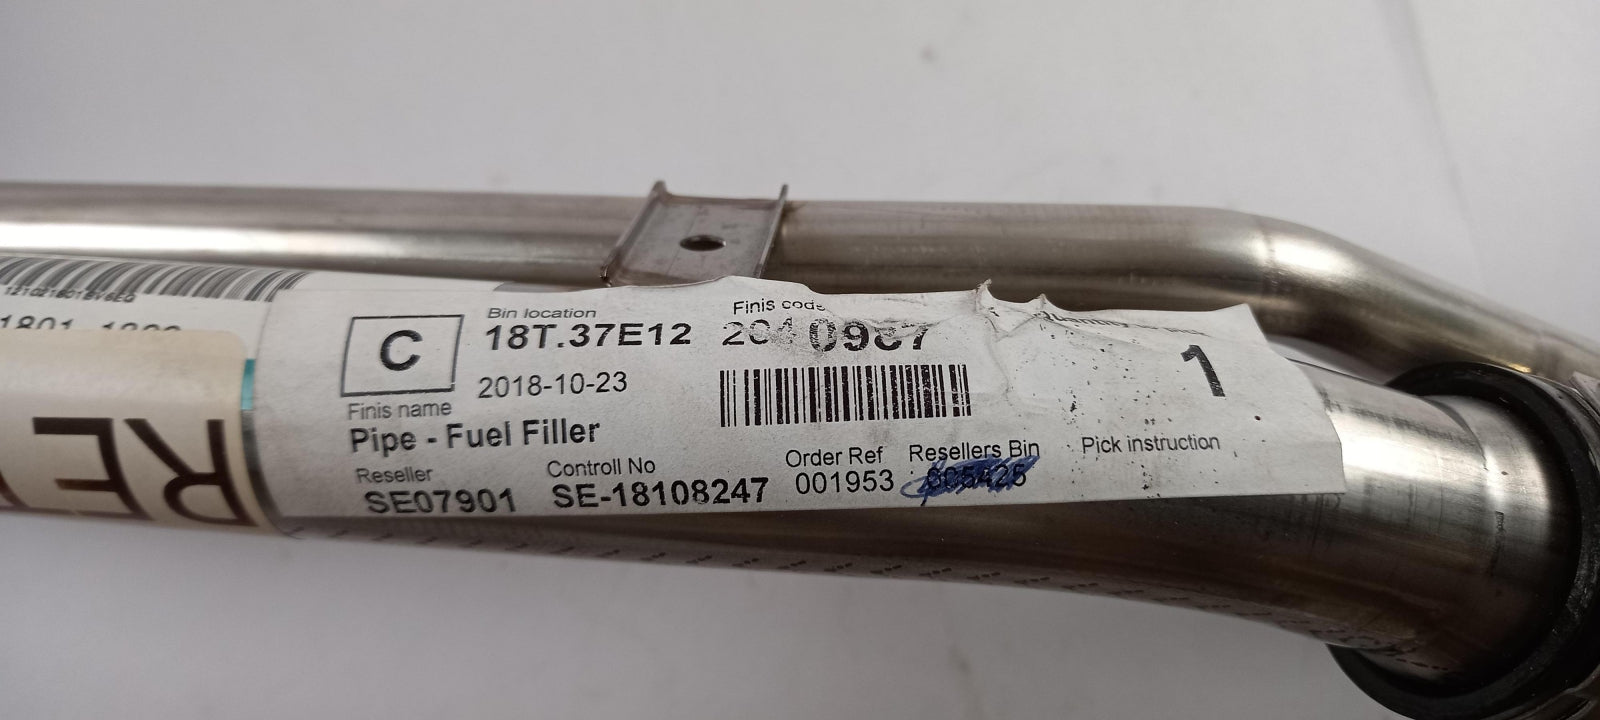 C
Bin location
18T.37E12
2018-10-23
Finis code
1
Finis name
Pipe - Fuel Filler
Reseller
SE07901
Controll No
SE-18108247
Order Ref
001953
Resellers Bin
Pick instruction
RE